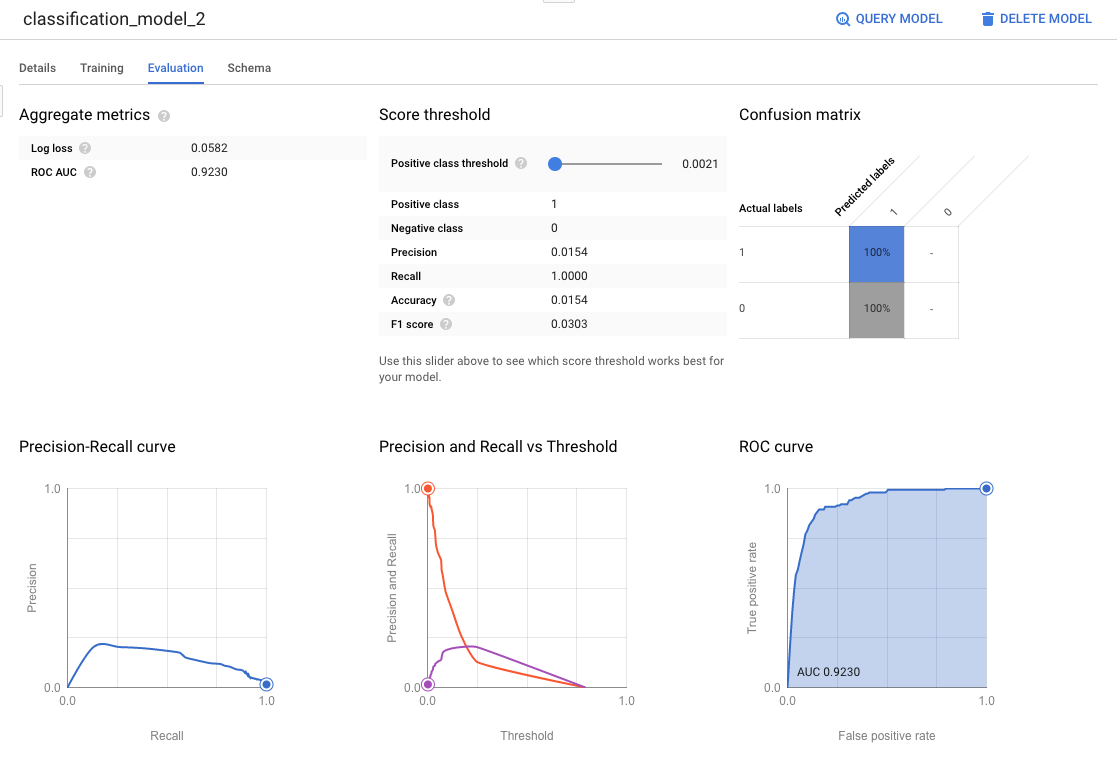 classification_model_2
QUERY MODEL
DELETE MODEL
Details Training Evaluation Schema
Aggregate metrics ?
Log loss ? 0.0582
ROC AUC ? 0.9230
Score threshold
Positive class threshold ? 0.0021
Positive class 1
Negative class 0
Precision 0.0154
Recall 1.0000
Accuracy ? 0.0154
F1 score ? 0.0303
Use this slider above to see which score threshold works best for
your model.
Confusion matrix
Actual labels
Predicted labels
1 0
1 100% -
0 100% -
Precision-Recall curve
1.0
Precision
0.0
0.0 1.0
Recall
Precision and Recall vs Threshold
1.0
Precision and Recall
0.0
0.0 1.0
Threshold
ROC curve
1.0
True positive rate
AUC 0.9230
0.0
0.0 1.0
False positive rate